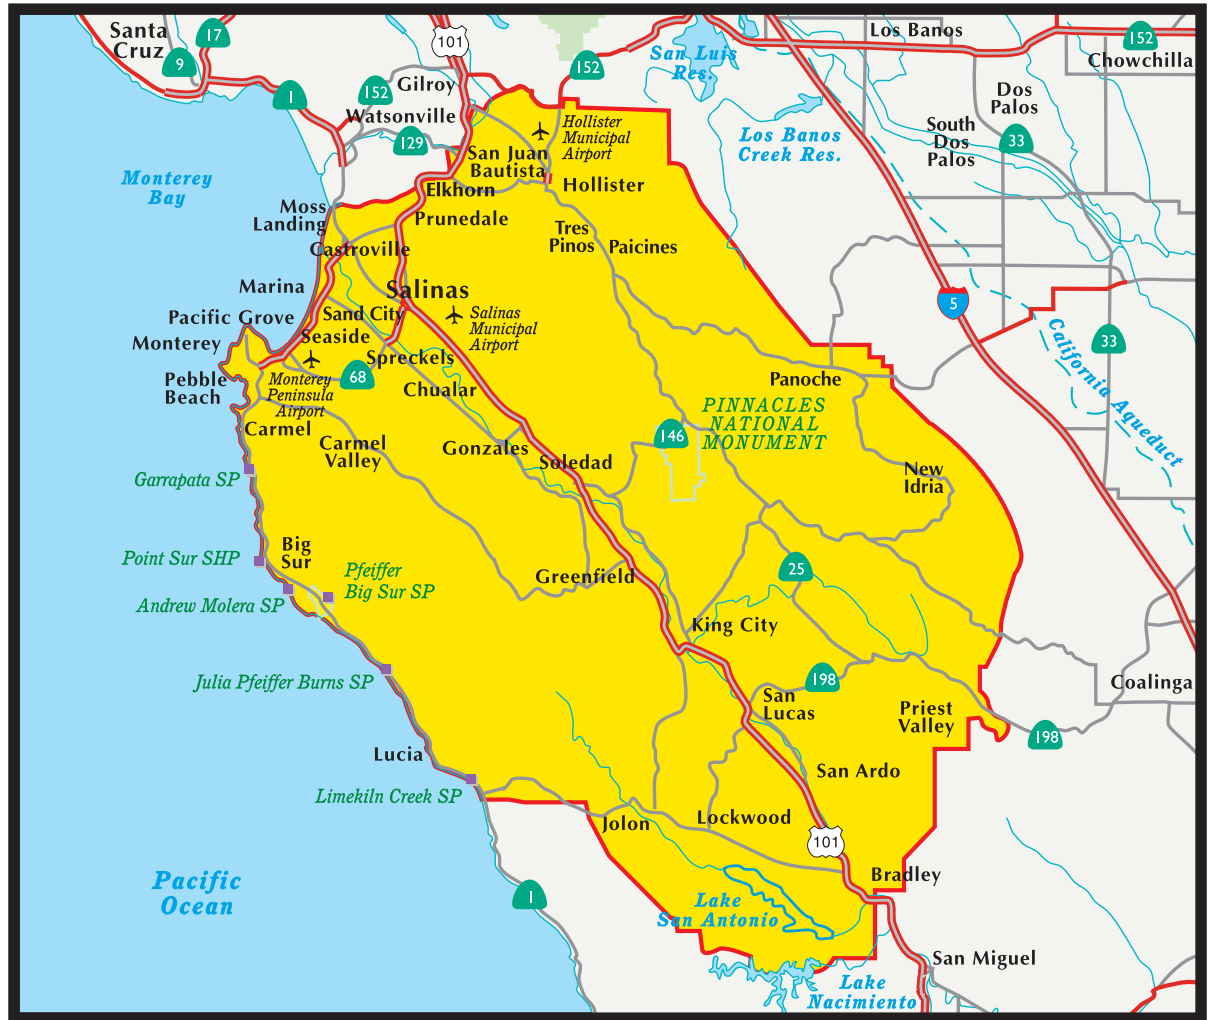 Santa
Cruz
17
9
1
152
Gilroy
Watsonville
129
101
152
San Luis
Res.
Los Banos
152
Chowchilla
Dos
Palos
South
Dos
Palos
33
Los Banos
Creek Res.
Hollister
Municipal
Airport
San Juan
Bautista
Hollister
Elkhorn
Prunedale
Monterey
Bay
Moss
Landing
Castroville
Tres
Pinos
Paicines
Marina
Salinas
Sand City
Salinas
Municipal
Airport
5
Pacific Grove
Seaside
Monterey
Spreckels
68
Pebble
Beach
Monterey
Peninsula
Airport
Chualar
Panoche
33
California Aqueduct
PINNACLES
NATIONAL
MONUMENT
146
Carmel
Carmel
Valley
Gonzales
Soledad
New
Idria
Garrapata SP
Big
Sur
Point Sur SHP
Pfeiffer
Big Sur SP
Andrew Molera SP
Greenfield
25
King City
Julia Pfeiffer Burns SP
198
San
Lucas
Priest
Valley
Coalinga
198
Lucia
San Ardo
Limekiln Creek SP
Jolon
Lockwood
101
Bradley
Pacific
Ocean
1
Lake
San Antonio
San Miguel
Lake
Nacimiento